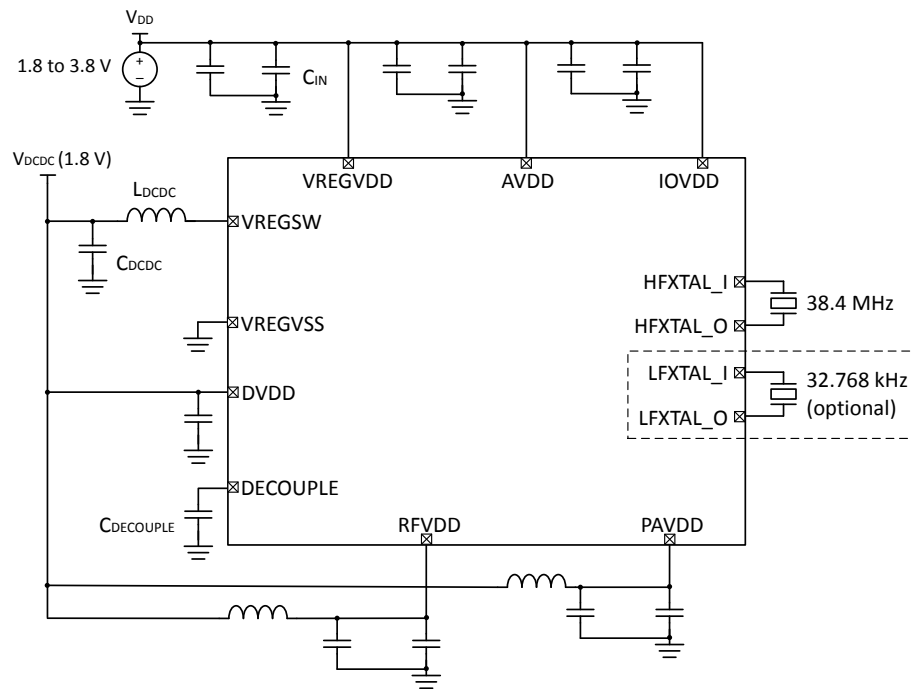 VDD
1.8 to 3.8 V
+
–
CIN
VDCDC (1.8 V)
VREGVDD
AVDD
IOVDD
LDCDC
VREGSW
CDCDC
HFXTAL_I
38.4 MHz
HFXTAL_O
VREGVSS
LFXTAL_I
32.768 kHz
(optional)
LFXTAL_O
DVDD
DECOUPLE
CDECOUPLE
RFVDD
PAVDD